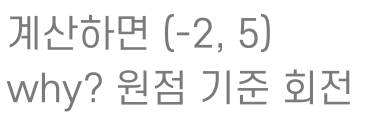 계산하면 (-2, 5)
why? 원점 기준 회전